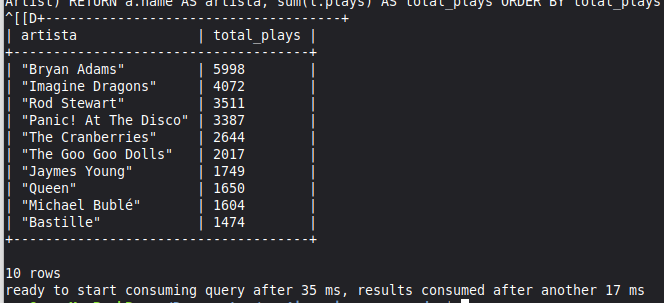 Artist) RETURN a.name AS artista, sum(l.plays) AS total_plays ORDER BY total_plays
^[[D+-----------------------------------+
| artista                | total_plays |
+------------------------------------+
| "Bryan Adams"          | 5998        |
| "Imagine Dragons"      | 4072        |
| "Rod Stewart"          | 3511        |
| "Panic! At The Disco"  | 3387        |
| "The Cranberries"      | 2644        |
| "The Goo Goo Dolls"    | 2017        |
| "Jaymes Young"         | 1749        |
| "Queen"                | 1650        |
| "Michael Bublé"        | 1604        |
| "Bastille"             | 1474        |
+------------------------------------+
10 rows
ready to start consuming query after 35 ms, results consumed after another 17 ms